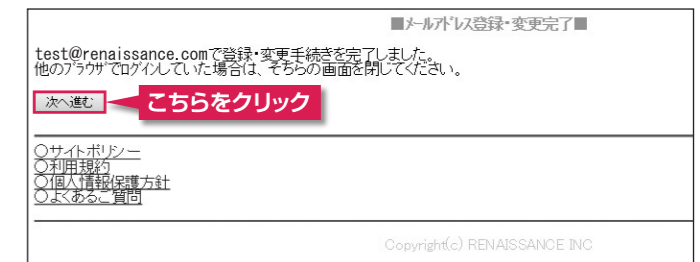 ■ﾒｰﾙｱﾄﾞﾚｽ登録・変更完了■
test@renaissance.comで登録・変更手続きを完了しました。
他のﾌﾞﾗｳｻﾞでﾛｸﾞｲﾝしていた場合は、そちらの画面を閉じてください。
次へ進む こちらをクリック
○サイトポリシー
○利用規約
○個人情報保護方針
○よくあるご質問
Copyright(c) RENAISSANCE INC